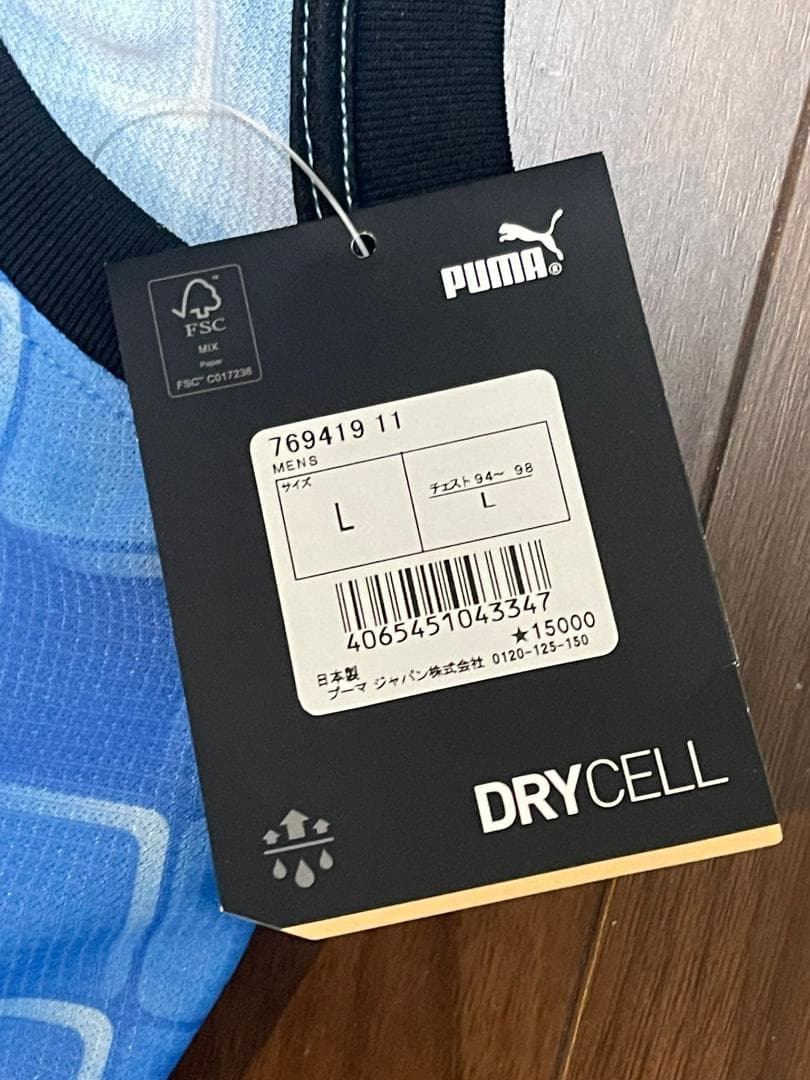 PUMA®
FSC™
MIX
Paper
FSC™ C017236
769419 11
MENS
サイズ
L
チェスト 94～ 98
L
4065451043347
★15000
日本製
プーマ ジャパン株式会社 0120-125-150
DRYCELL